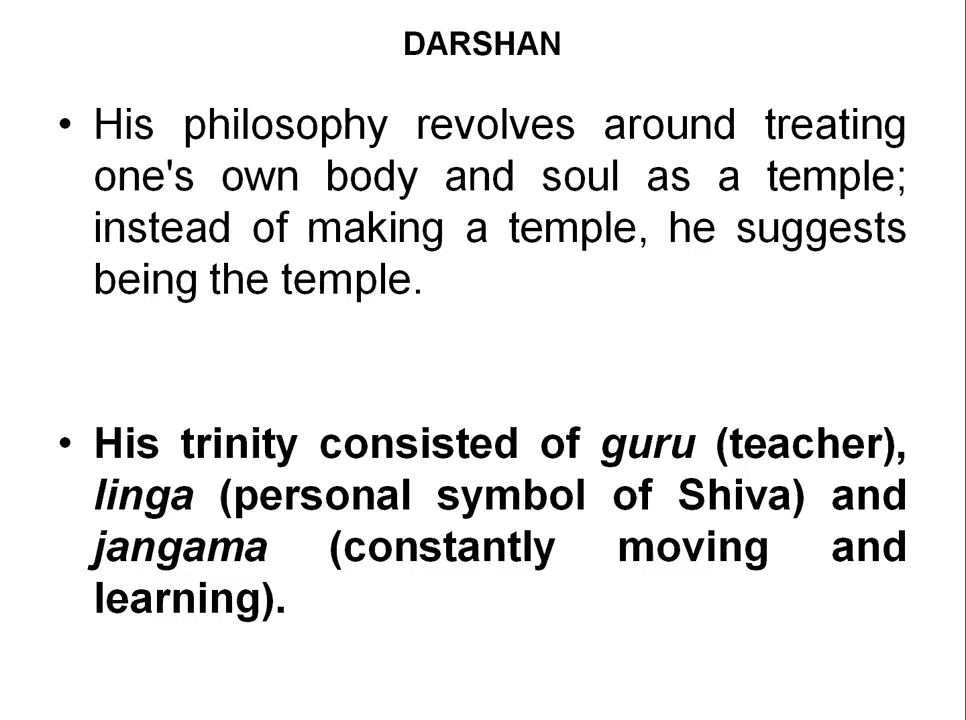 DARSHAN
• His philosophy revolves around treating
one's own body and soul as a temple;
instead of making a temple, he suggests
being the temple.
• His trinity consisted of guru (teacher),
linga (personal symbol of Shiva) and
jangama (constantly moving and
learning).